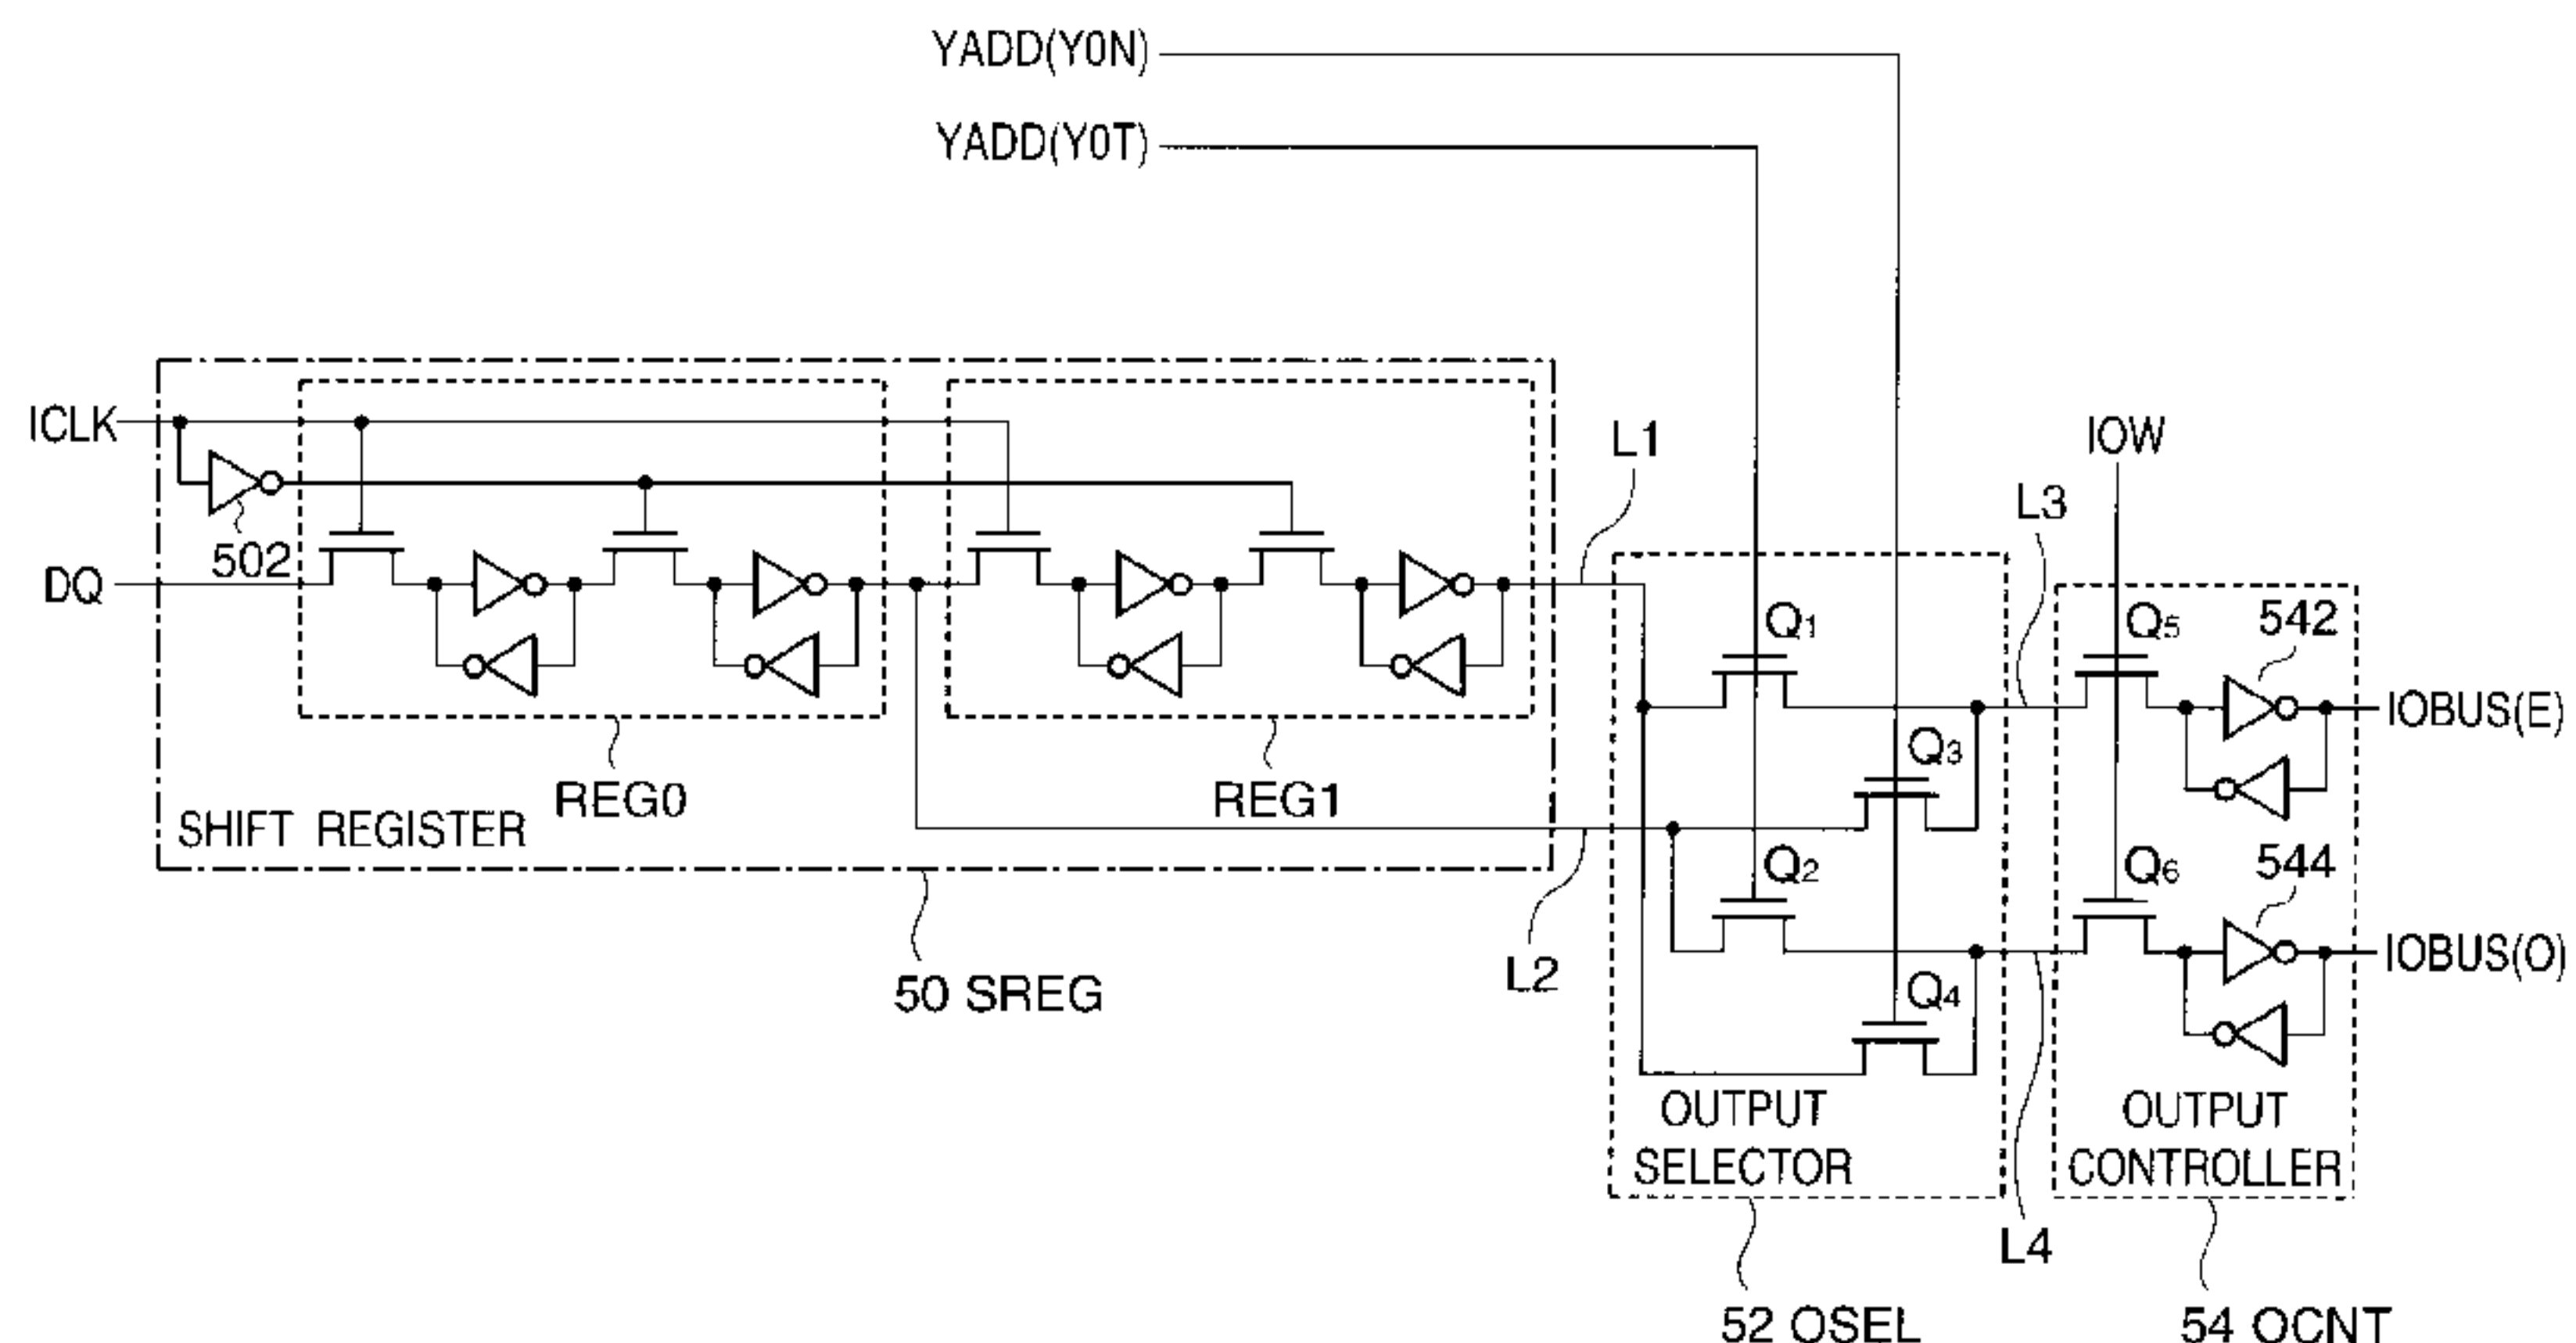 YADD(Y0N)
YADD(Y0T)
ICLK
502
DQ
REG0
REG1
SHIFT REGISTER
50 SREG
L1
L2
Q1
Q3
Q2
Q4
OUTPUT
SELECTOR
52 OSEL
L3
L4
IOW
Q5
542
IOBUS(E)
Q6
544
IOBUS(O)
OUTPUT
CONTROLLER
54 OCNT